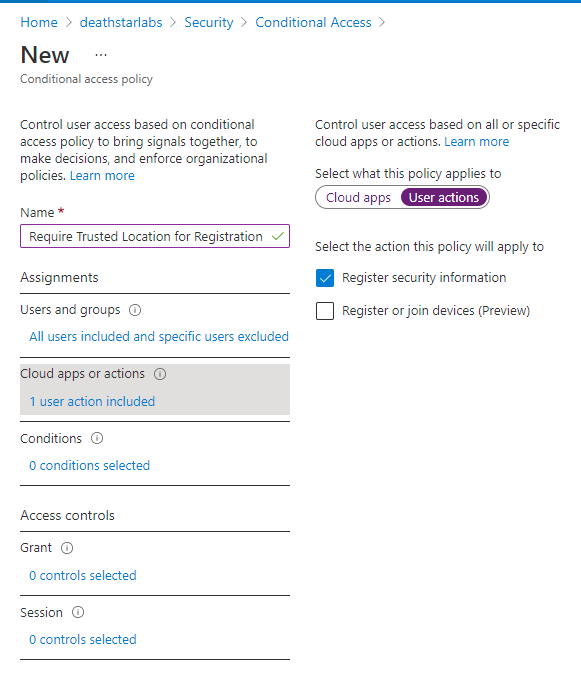 Home > deathstarlabs > Security > Conditional Access >
New ...
Conditional access policy
Control user access based on conditional
access policy to bring signals together, to
make decisions, and enforce organizational
policies. Learn more
Name *
Require Trusted Location for Registration
Assignments
Users and groups
All users included and specific users excluded
Cloud apps or actions
1 user action included
Conditions
0 conditions selected
Access controls
Grant
0 controls selected
Session
0 controls selected
Control user access based on all or specific
cloud apps or actions. Learn more
Select what this policy applies to
Cloud apps User actions
Select the action this policy will apply to
Register security information
Register or join devices (Preview)